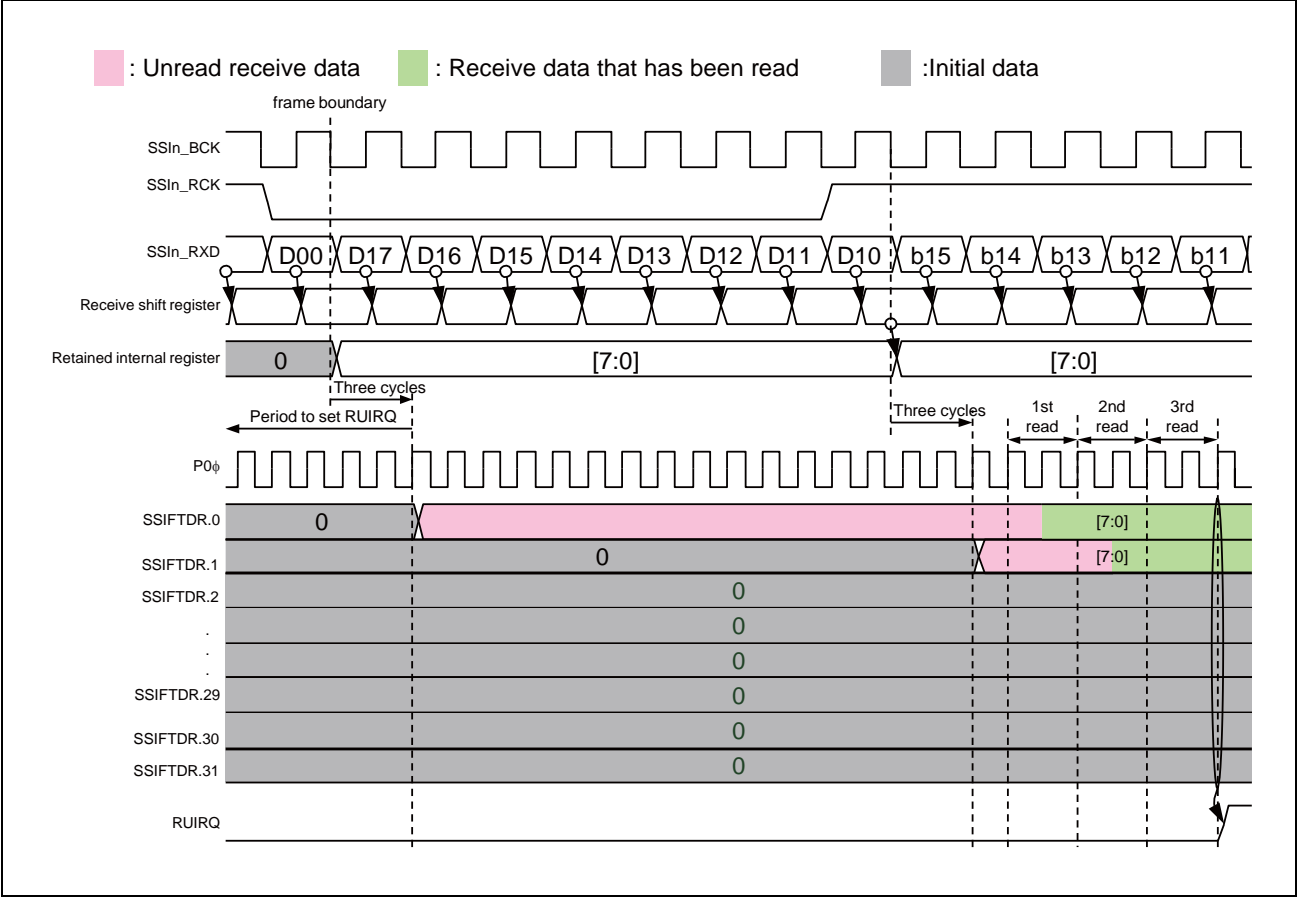 : Unread receive data
: Receive data that has been read
:Initial data
frame boundary
SSIn_BCK
SSIn_RCK
SSIn_RXD
D00 D17 D16 D15 D14 D13 D12 D11 D10 b15 b14 b13 b12 b11
Receive shift register
Retained internal register
0 [7:0] [7:0]
Three cycles
Period to set RUIRQ
Three cycles
1st read
2nd read
3rd read
P0ϕ
SSIFTDR.0
0 [7:0]
SSIFTDR.1
0 [7:0]
SSIFTDR.2
0
.
0
.
0
.
SSIFTDR.29
0
SSIFTDR.30
0
SSIFTDR.31
0
RUIRQ